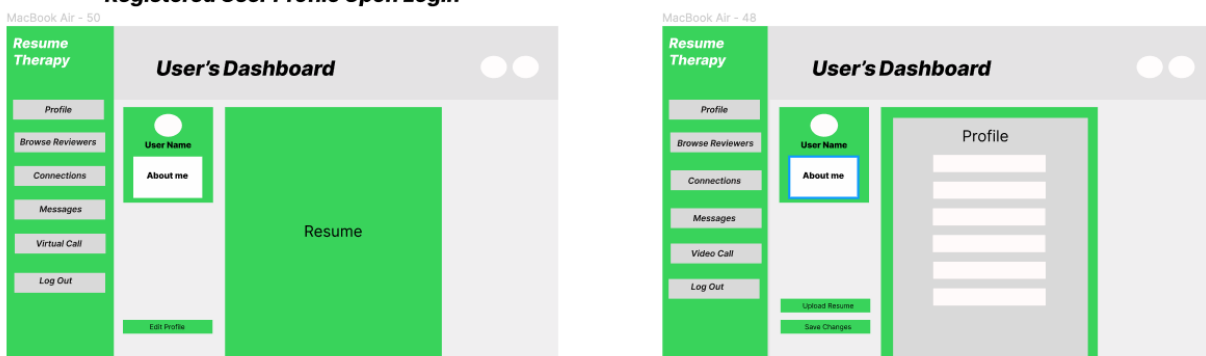 Registered User Profile Upon Login
MacBook Air - 50
Resume
Therapy
User's Dashboard
Profile
Browse Reviewers
Connections
Messages
Virtual Call
Log Out
User Name
About me
Edit Profile
Resume
MacBook Air - 48
Resume
Therapy
User's Dashboard
Profile
Browse Reviewers
Connections
Messages
Video Call
Log Out
User Name
About me
Upload Resume
Save Changes
Profile